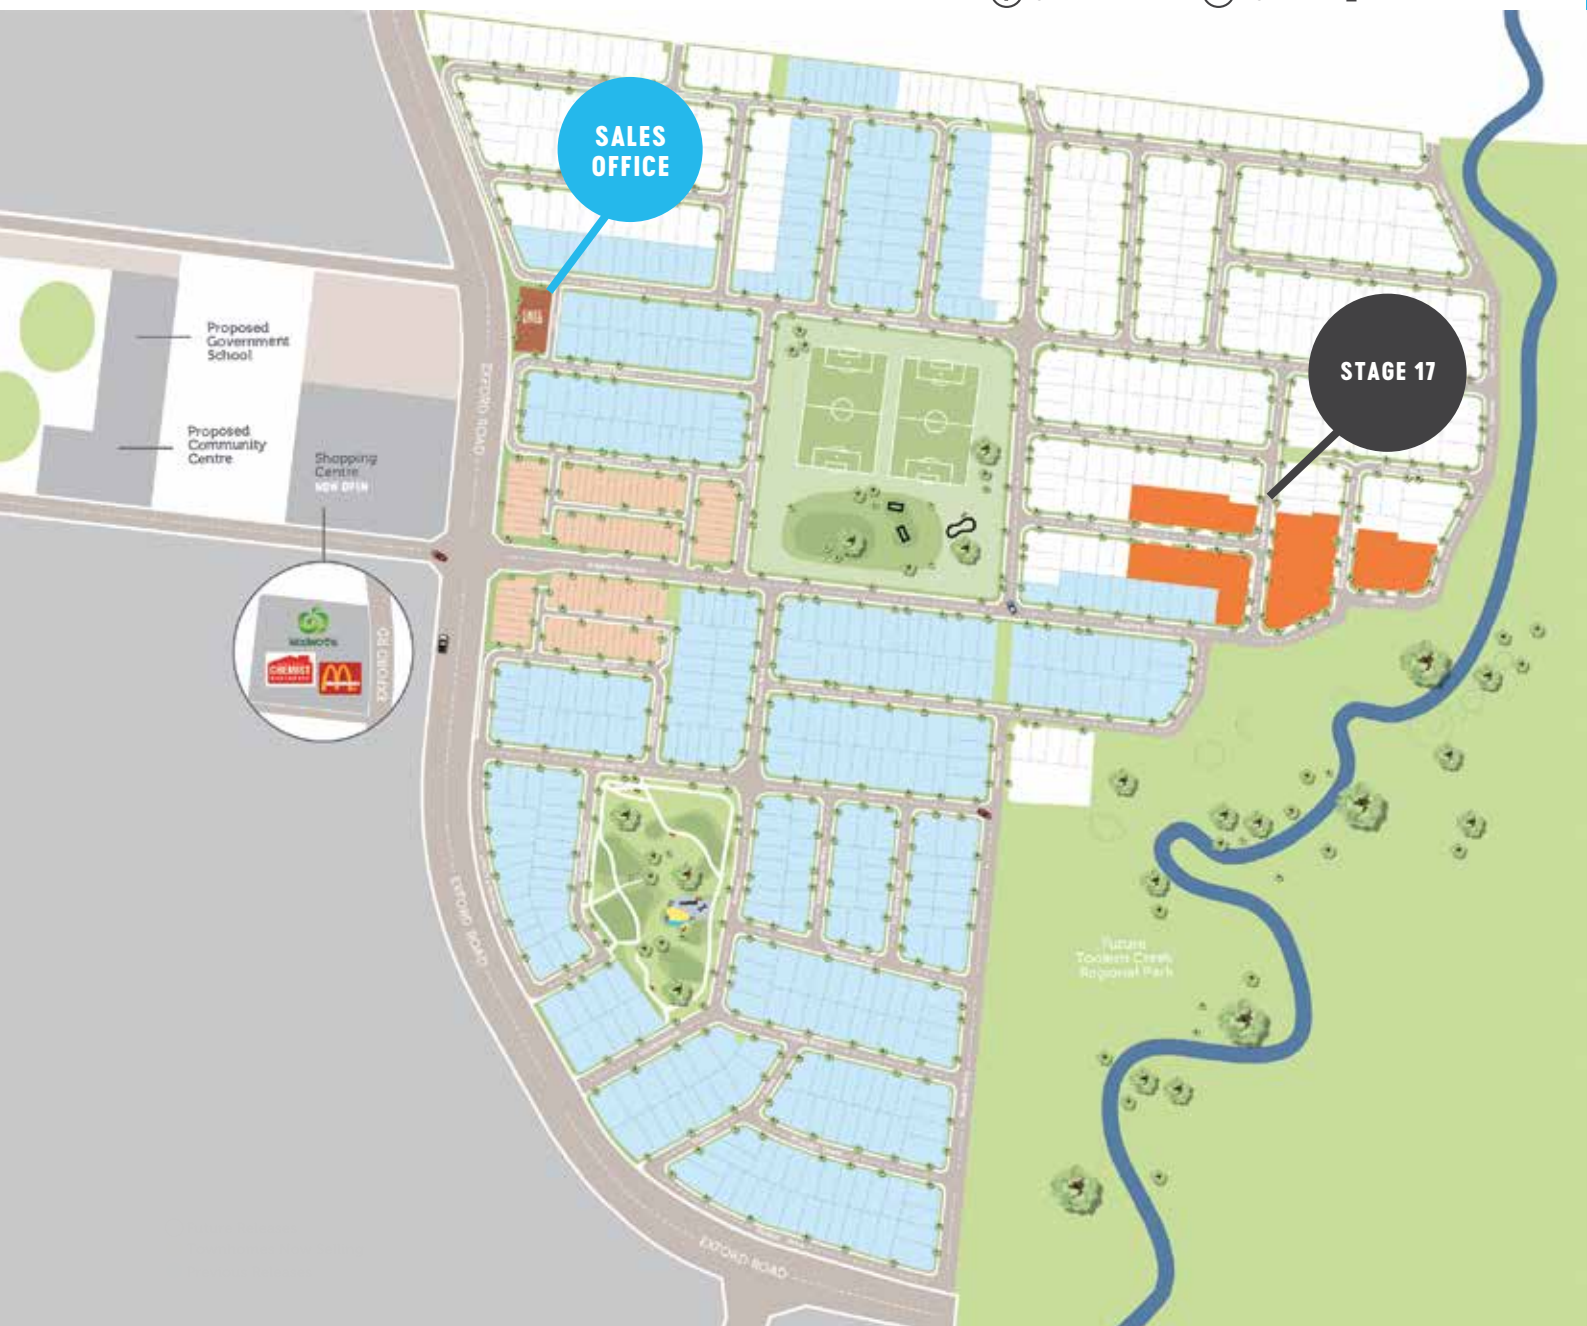 SALES
OFFICE
STAGE 17
Proposed
Government
School
Proposed
Community
Centre
Shopping
Centre
NOW OPEN
EXFORD ROAD
CHEMIST
EXFORD RD
EXFORD ROAD
Future
Toolern Creek
Regional Park
EXFORD ROAD